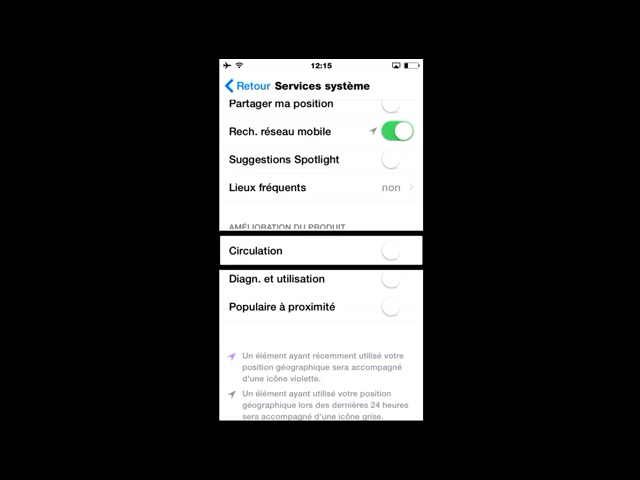 12:15
Retour Services système
Partager ma position
Rech. réseau mobile
Suggestions Spotlight
Lieux fréquents non
AMÉLIORATION DU PRODUIT
Circulation
Diagn. et utilisation
Populaire à proximité
Un élément ayant récemment utilisé votre
position géographique sera accompagné
d'une icône violette.
Un élément ayant utilisé votre position
géographique lors des dernières 24 heures
sera accompagné d'une icône grise.